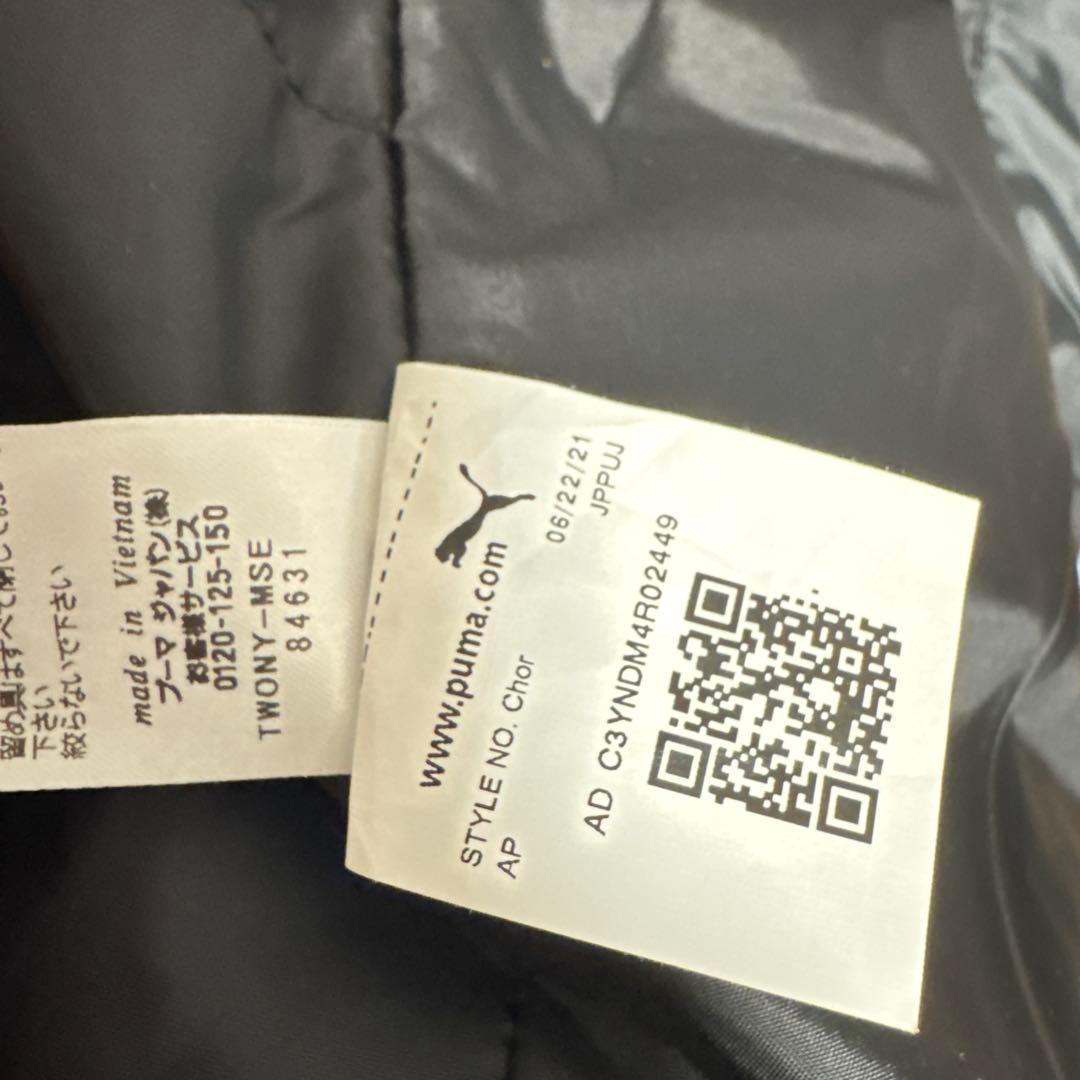 留め具はすべて閉じて
下さい
絞らないで下さい
made in Vietnam
プーマ ジャパン(株)
お客様サービス
0120-125-150
TWONY-MSE
84631
www.puma.com
STYLE NO. Chor
AP
06/22/21
JPPUJ
AD C3YNDM4R02449